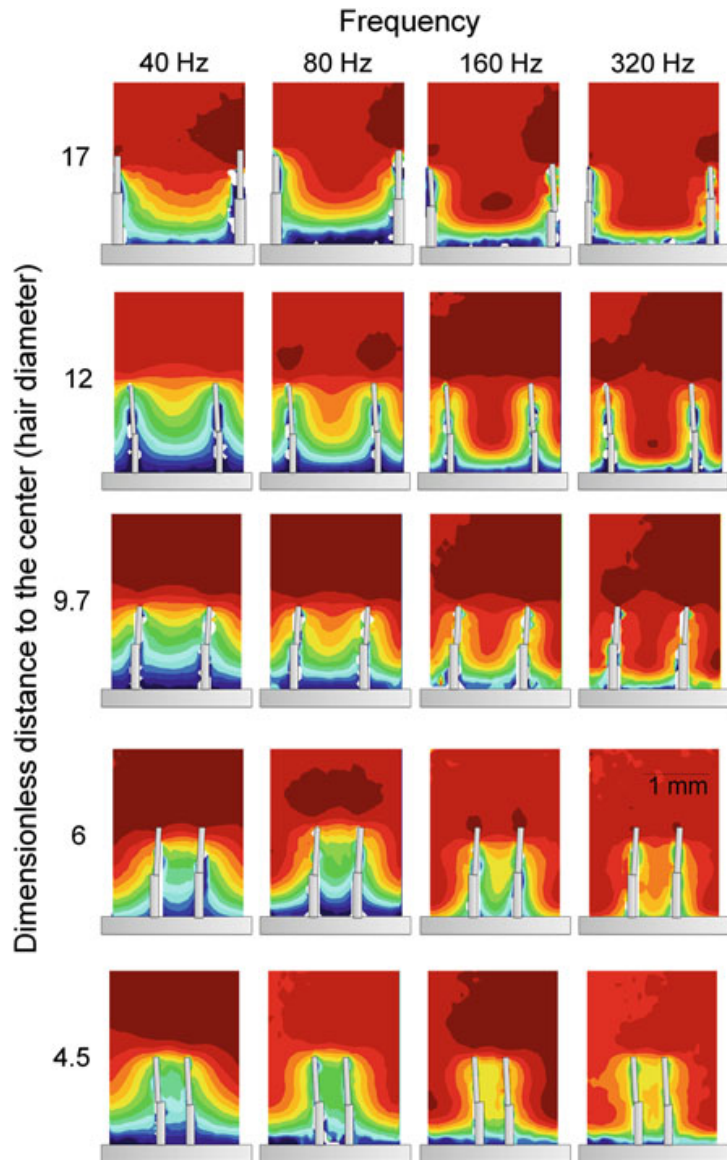 Frequency
40 Hz 80 Hz 160 Hz 320 Hz
Dimensionless distance to the center (hair diameter)
17
12
9.7
6
1 mm
4.5